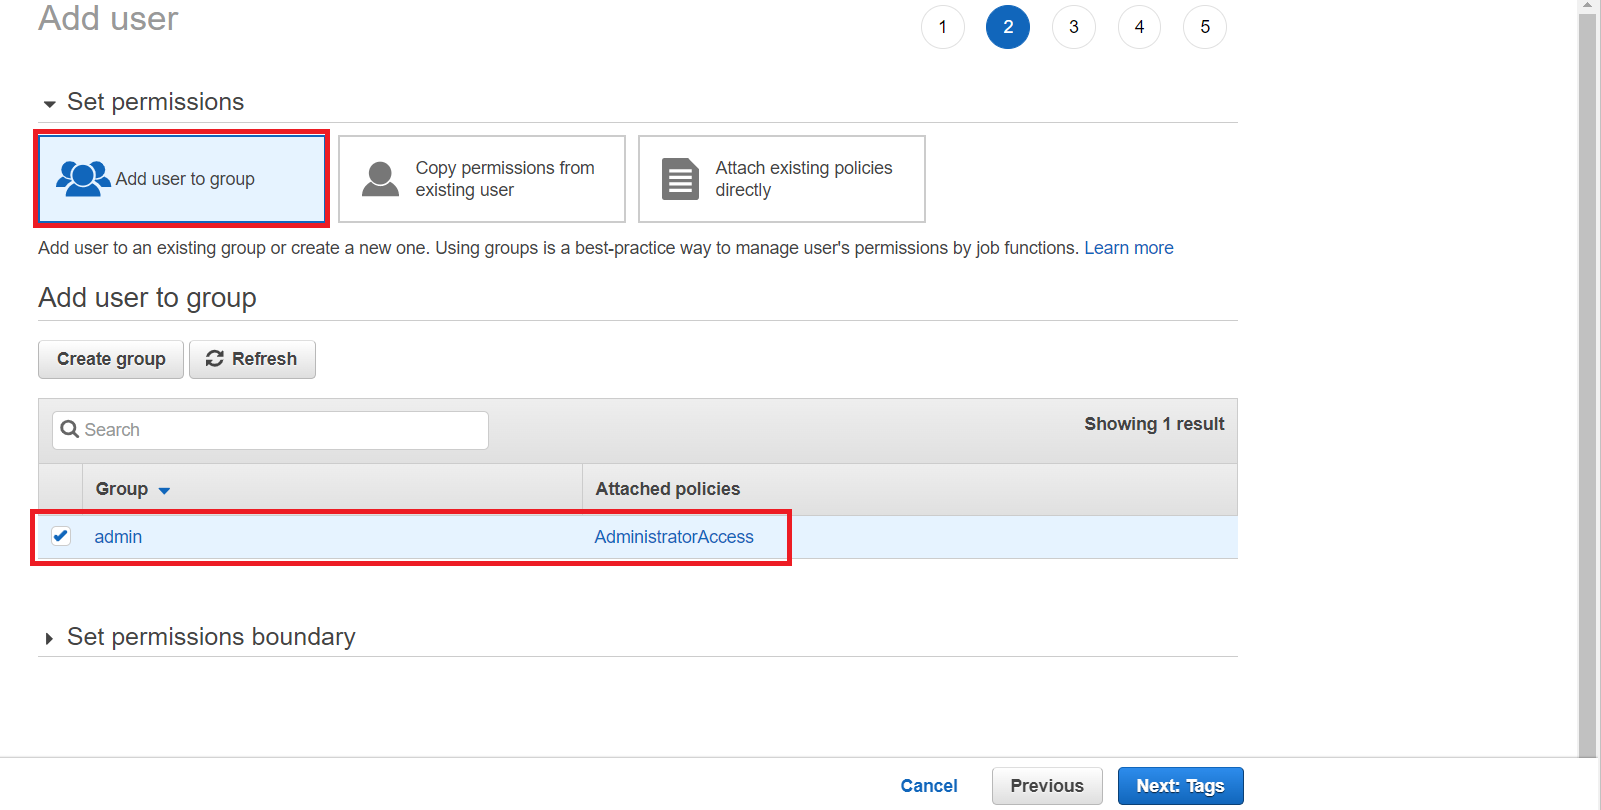 Add user
1 2 3 4 5
Set permissions
Add user to group
Copy permissions from
existing user
Attach existing policies
directly
Add user to an existing group or create a new one. Using groups is a best-practice way to manage user's permissions by job functions. Learn more
Add user to group
Create group Refresh
Search
Showing 1 result
Group Attached policies
admin AdministratorAccess
Set permissions boundary
Cancel Previous Next: Tags